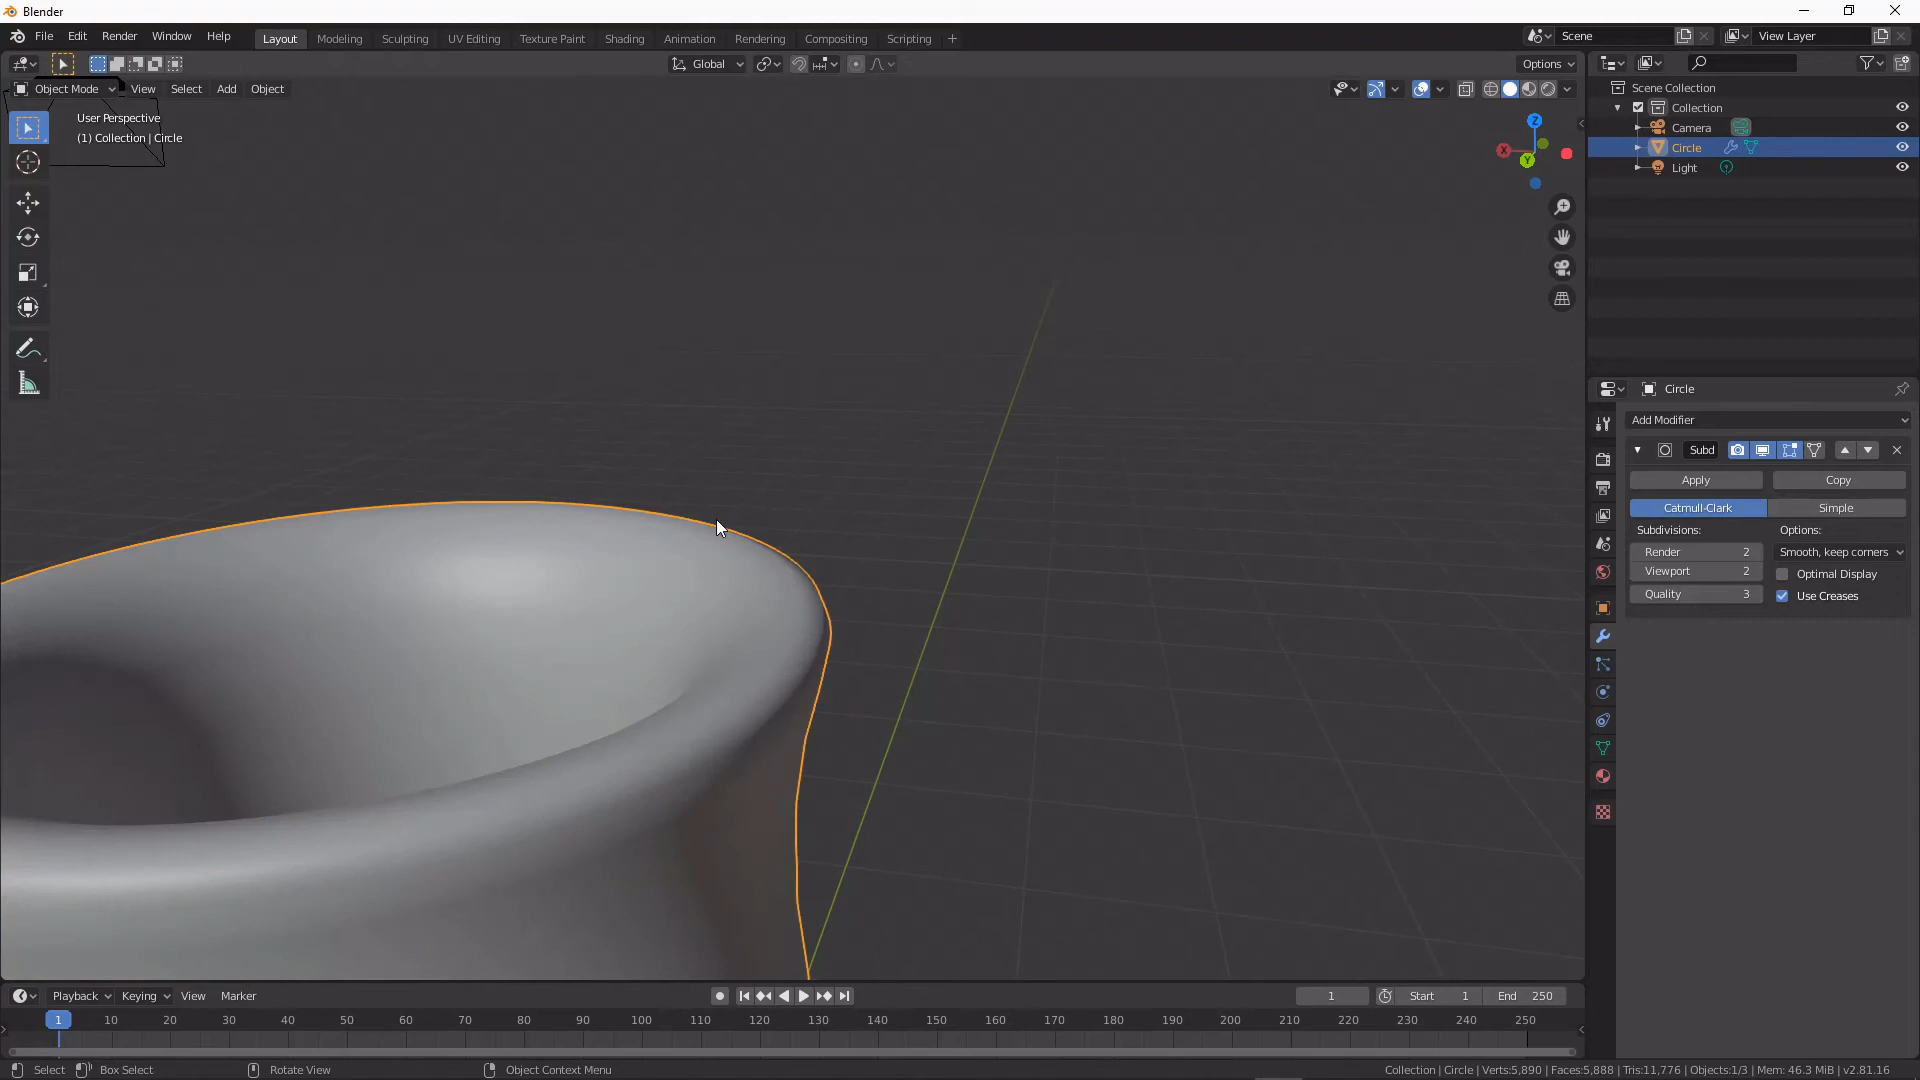 Blender
File Edit Render Window Help Layout Modeling Sculpting UV Editing Texture Paint Shading Animation Rendering Compositing Scripting + Scene View Layer
Global Options
Object Mode View Select Add Object
User Perspective
(1) Collection | Circle
Z
X
Y
Scene Collection
Collection
Camera
Circle
Light
Circle
Add Modifier
Subd
Apply Copy
Catmull-Clark Simple
Subdivisions: Options:
Render 2 Smooth, keep corners
Viewport 2 Optimal Display
Quality 3 Use Creases
Playback Keying View Marker 1 Start 1 End 250
1 10 20 30 40 50 60 70 80 90 100 110 120 130 140 150 160 170 180 190 200 210 220 230 240 250
Select Box Select Rotate View Object Context Menu Collection | Circle | Verts:5,890 | Faces:5,888 | Tris:11,776 | Objects:1/3 | Mem: 46.3 MiB | v2.81.16